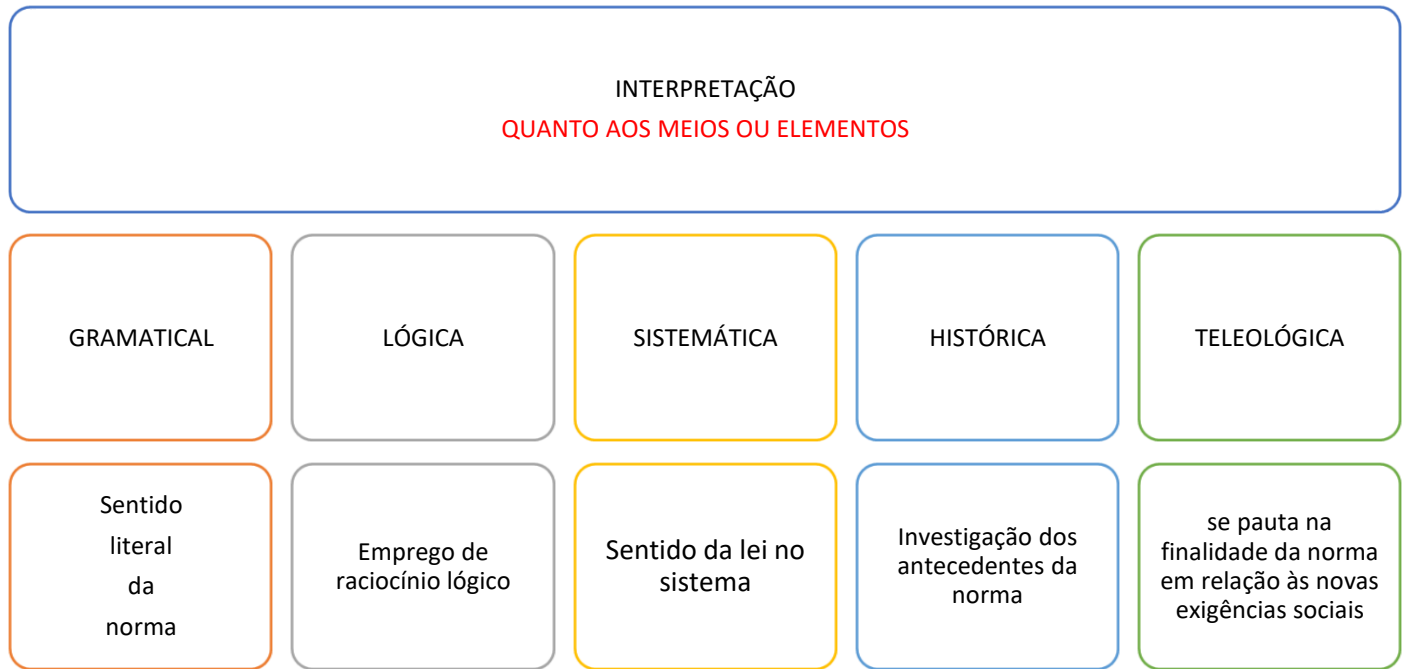 INTERPRETAÇÃO
QUANTO AOS MEIOS OU ELEMENTOS
GRAMATICAL
LÓGICA
SISTEMÁTICA
HISTÓRICA
TELEOLÓGICA
Sentido
literal
da
norma
Emprego de
raciocínio lógico
Sentido da lei no
sistema
Investigação dos
antecedentes da
norma
se pauta na
finalidade da norma
em relação às novas
exigências sociais